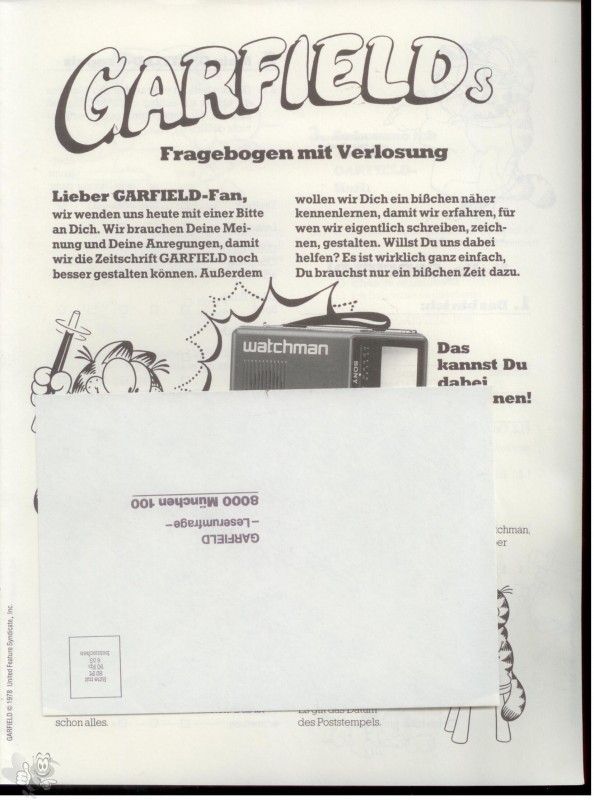 GARFIELDs
Fragebogen mit Verlosung
Lieber GARFIELD-Fan,
wir wenden uns heute mit einer Bitte
an Dich. Wir brauchen Deine Mei-
nung und Deine Anregungen, damit
wir die Zeitschrift GARFIELD noch
besser gestalten können. Außerdem
wollen wir Dich ein bißchen näher
kennenlernen, damit wir erfahren, für
wen wir eigentlich schreiben, zeich-
nen, gestalten. Willst Du uns dabei
helfen? Es ist wirklich ganz einfach,
Du brauchst nur ein bißchen Zeit dazu.
watchman
SONY
Das
kannst Du
dabei
nen!
GARFIELD
–Leserumfrage–
8000 München 100
tchman,
er
schon alles.
des Poststempels.
GARFIELD © 1978 United Feature Syndicate, Inc.